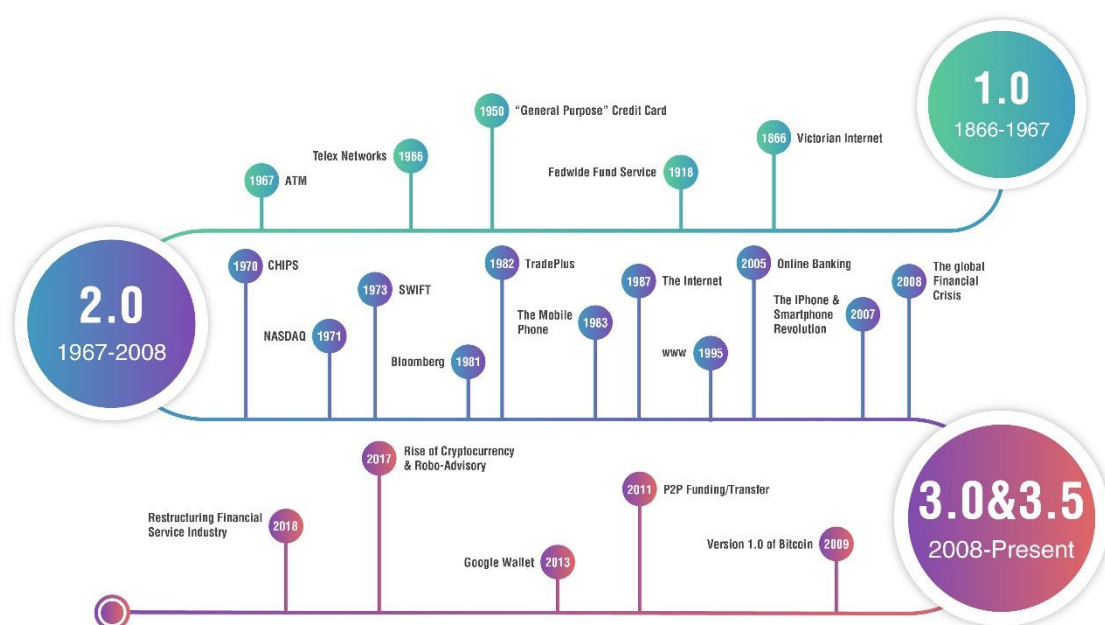 1.0
1866-1967
1866
Victorian Internet
Fedwide Fund Service
1918
1950
“General Purpose” Credit Card
Telex Networks
1966
1967
ATM
2.0
1967-2008
1970
CHIPS
NASDAQ
1971
1973
SWIFT
Bloomberg
1981
1982
TradePlus
The Mobile
Phone
1983
1987
The Internet
www
1995
2005
Online Banking
The IPhone &
Smartphone
Revolution
2007
2008
The global
Financial
Crisis
3.0&3.5
2008-Present
Version 1.0 of Bitcoin
2009
2011
P2P Funding/Transfer
Google Wallet
2013
2017
Rise of Cryptocurrency
& Robo-Advisory
Restructuring Financial
Service Industry
2018